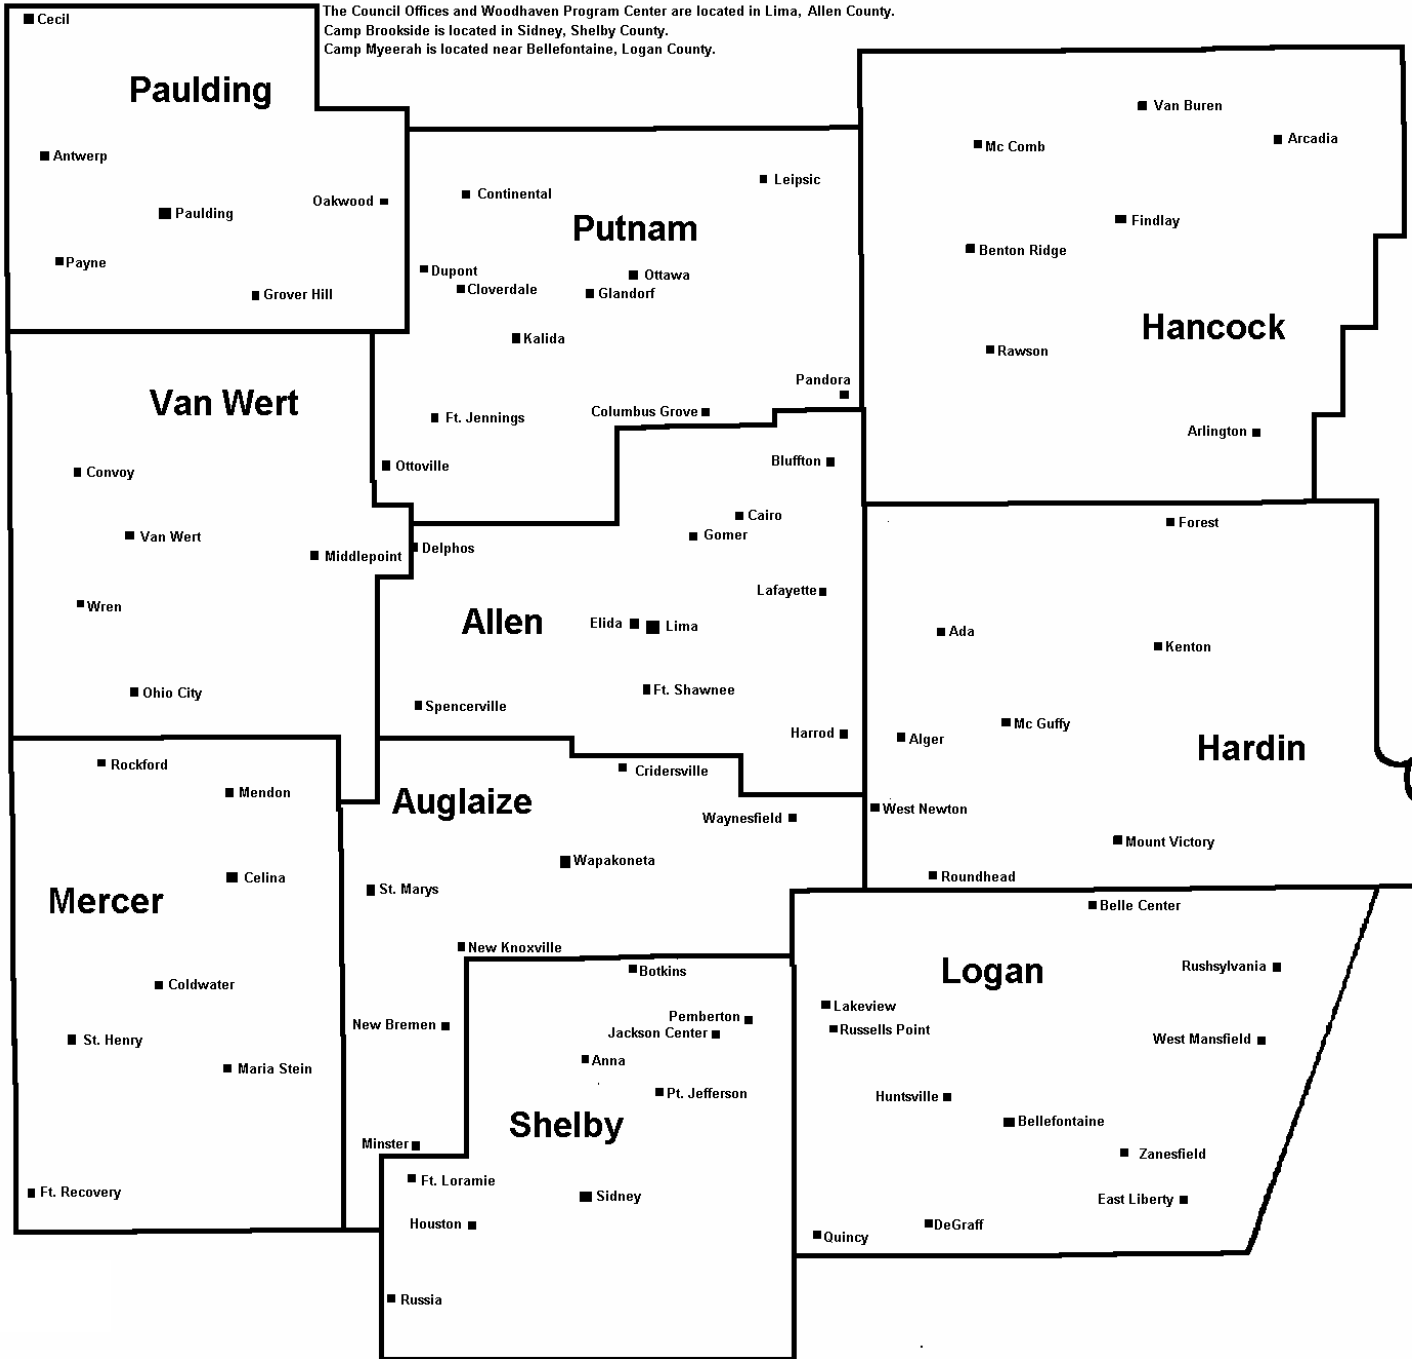 The Council Offices and Woodhaven Program Center are located in Lima, Allen County.
Camp Brookside is located in Sidney, Shelby County.
Camp Myeerah is located near Bellefontaine, Logan County.
Cecil
Paulding
Antwerp
Oakwood
Paulding
Payne
Grover Hill
Continental
Leipsic
Putnam
Dupont
Ottawa
Cloverdale
Glandorf
Kalida
Pandora
Columbus Grove
Ft. Jennings
Ottoville
Van Buren
Arcadia
Mc Comb
Findlay
Benton Ridge
Hancock
Rawson
Arlington
Van Wert
Convoy
Van Wert
Middlepoint
Wren
Ohio City
Bluffton
Cairo
Gomer
Delphos
Lafayette
Allen
Elida
Lima
Ft. Shawnee
Spencerville
Harrod
Forest
Ada
Kenton
Mc Guffy
Alger
Hardin
West Newton
Mount Victory
Roundhead
Rockford
Mendon
Celina
Mercer
Coldwater
St. Henry
Maria Stein
Ft. Recovery
Cridersville
Auglaize
Waynesfield
Wapakoneta
St. Marys
New Knoxville
New Bremen
Minster
Botkins
Pemberton
Jackson Center
Anna
Pt. Jefferson
Shelby
Ft. Loramie
Sidney
Houston
Russia
Belle Center
Logan
Rushsylvania
Lakeview
Russells Point
West Mansfield
Huntsville
Bellefontaine
Zanesfield
East Liberty
DeGraff
Quincy